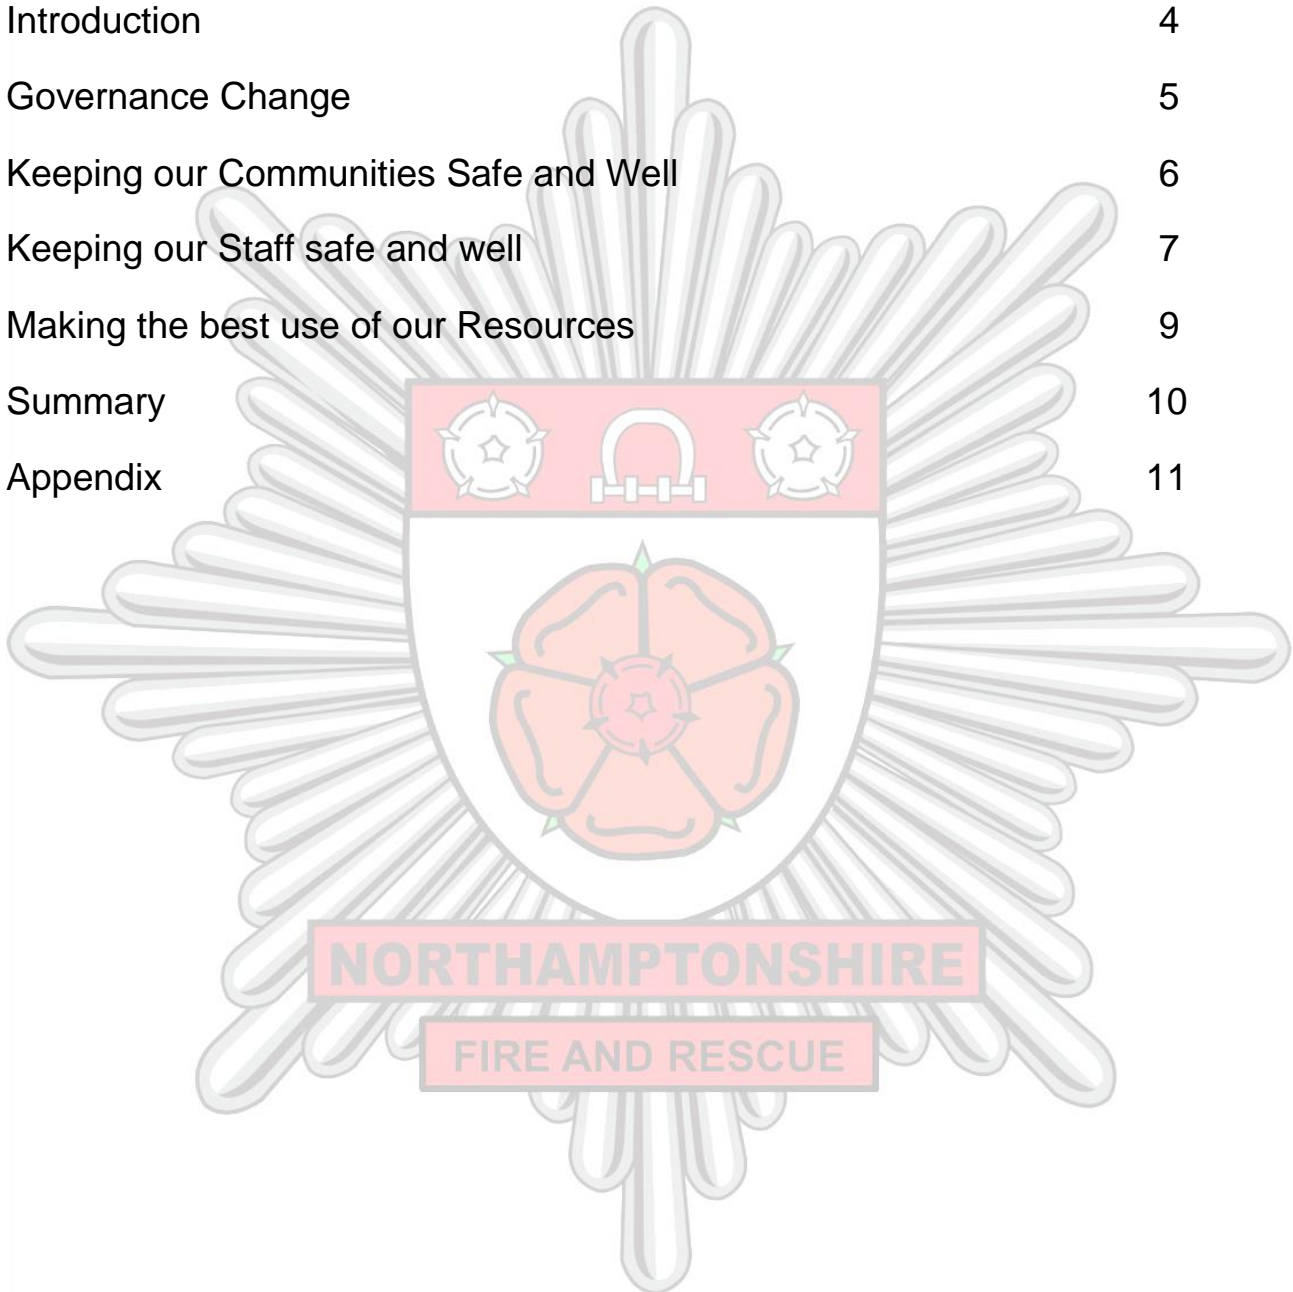 Introduction 4
Governance Change 5
Keeping our Communities Safe and Well 6
Keeping our Staff safe and well 7
Making the best use of our Resources 9
Summary 10
Appendix 11
NORTHAMPTONSHIRE
FIRE AND RESCUE